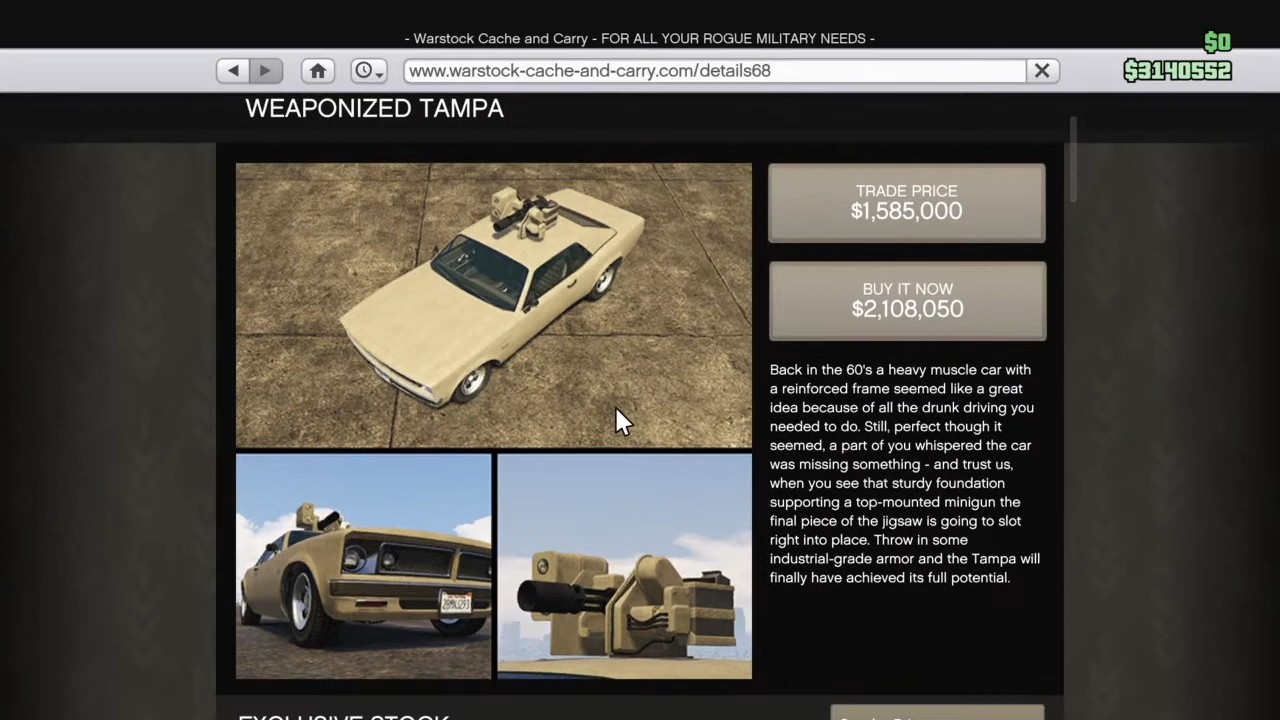 - Warstock Cache and Carry - FOR ALL YOUR ROGUE MILITARY NEEDS -
$0
www.warstock-cache-and-carry.com/details68
$3140552
WEAPONIZED TAMPA
TRADE PRICE
$1,585,000
BUY IT NOW
$2,108,050
Back in the 60's a heavy muscle car with
a reinforced frame seemed like a great
idea because of all the drunk driving you
needed to do. Still, perfect though it
seemed, a part of you whispered the car
was missing something - and trust us,
when you see that sturdy foundation
supporting a top-mounted minigun the
final piece of the jigsaw is going to slot
right into place. Throw in some
industrial-grade armor and the Tampa will
finally have achieved its full potential.
EXCLUSIVE STOCK